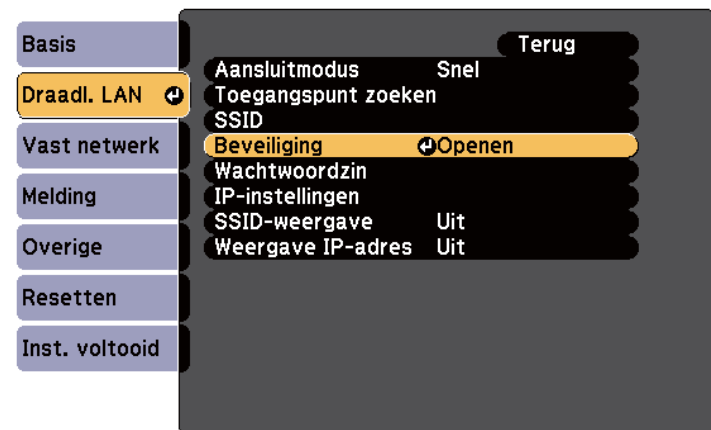 Basis
Draadl. LAN
Vast netwerk
Melding
Overige
Resetten
Inst. voltooid
Terug
Aansluitmodus Snel
Toegangspunt zoeken
SSID
Beveiliging Openen
Wachtwoordzin
IP-instellingen
SSID-weergave Uit
Weergave IP-adres Uit